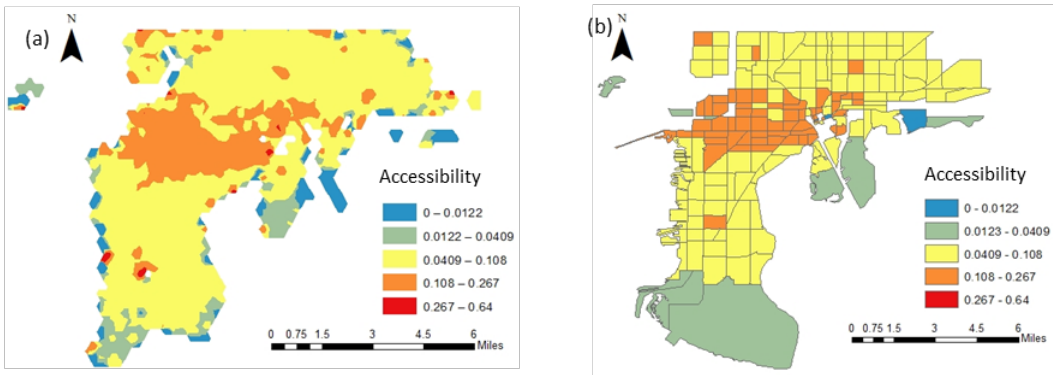 (a)
N
Accessibility
0 – 0.0122
0.0122 – 0.0409
0.0409 – 0.108
0.108 – 0.267
0.267 – 0.64
0 0.75 1.5 3 4.5 6
Miles
(b)
N
Accessibility
0 - 0.0122
0.0123 - 0.0409
0.0409 - 0.108
0.108 - 0.267
0.267 - 0.64
0 0.75 1.5 3 4.5 6
Miles